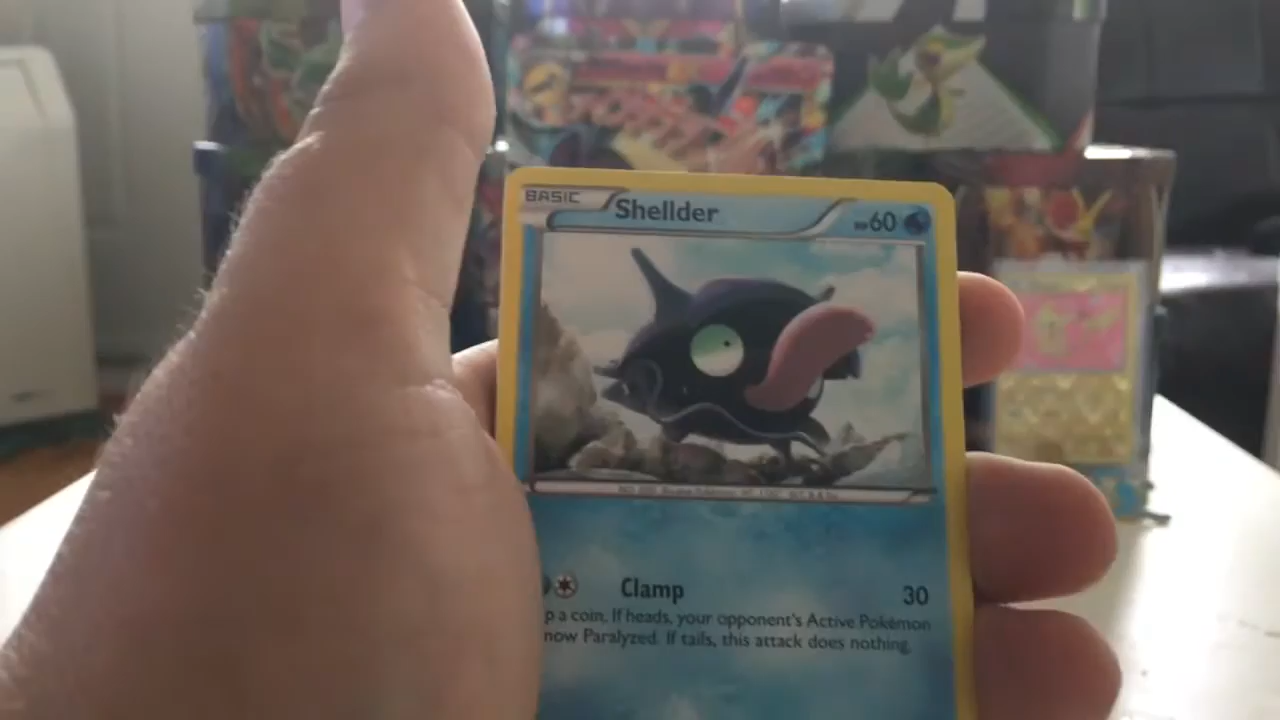 BASIC Shellder HP60
Clamp 30
p a coin. If heads, your opponent's Active Pokémon
now Paralyzed. If tails, this attack does nothing.